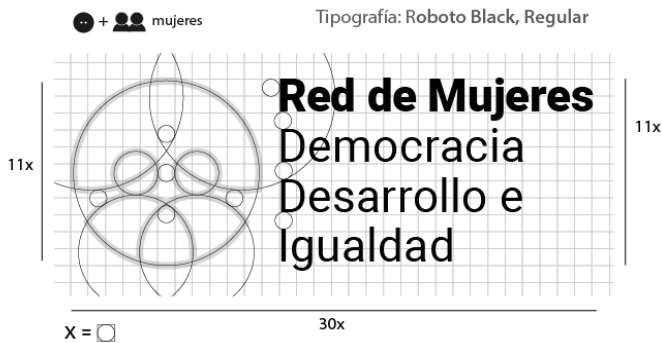 + mujeres
Tipografía: Roboto Black, Regular
11x
Red de Mujeres
Democracia
Desarrollo e
Igualdad
11x
30x
X =